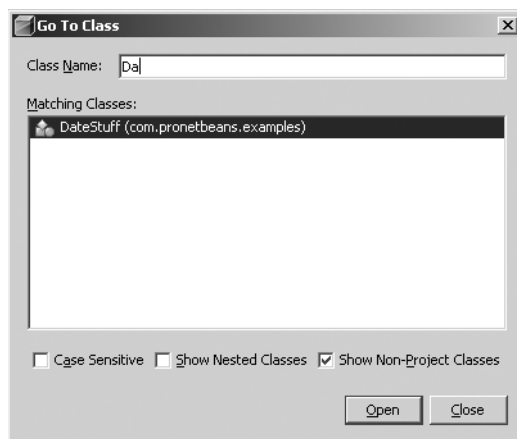 Go To Class
Class Name: Da
Matching Classes:
DateStuff (com.pronetbeans.examples)
Case Sensitive Show Nested Classes Show Non-Project Classes
Open Close